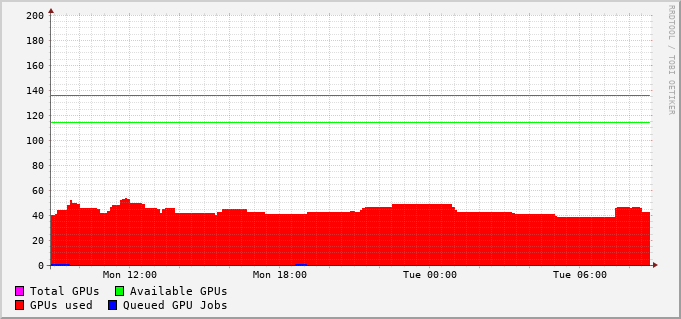 200
180
160
140
120
100
80
60
40
20
0
Mon 12:00 Mon 18:00 Tue 00:00 Tue 06:00
Total GPUs Available GPUs
GPUs used Queued GPU Jobs
RRDTOOL / TOBI OETIKER